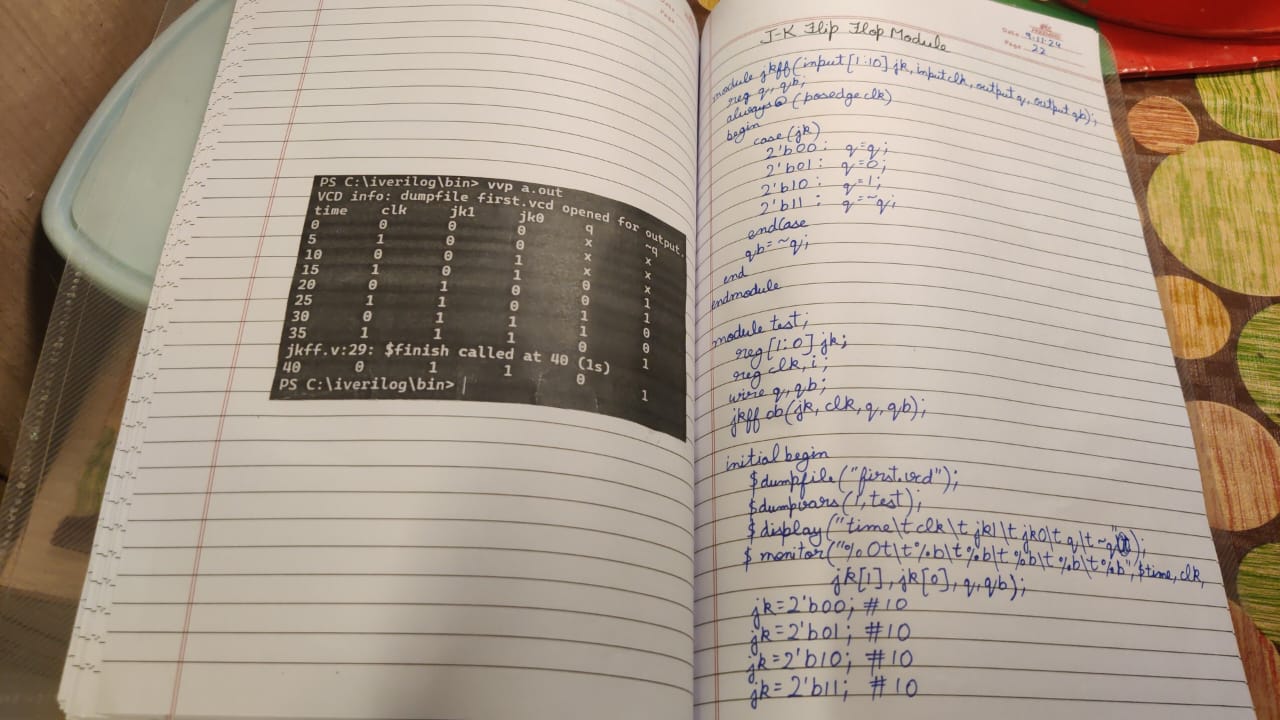 PS C:\iverilog\bin> vvp a.out
VCD info: dumpfile first.vcd opened for output.
time clk jk1 jk0 q ~q
0 0 0 0 x x
5 1 0 0 x x
10 0 0 1 x x
15 1 0 1 0 1
20 0 1 0 0 1
25 1 1 0 1 0
30 0 1 1 1 0
35 1 1 1 0 1
jkff.v:29: $finish called at 40 (1s)
40 0 1 1 0 1
PS C:\iverilog\bin>
J-K Flip Flop Module
Date 9.11.24
Page 22
module jkff(input[1:10] jk, input clk, output q, output qb);
reg q, qb;
always@(posedge clk)
begin
case(jk)
2'b00: q=q;
2'b01: q=0;
2'b10: q=1;
2'b11: q=~q;
endcase
qb=~q;
end
endmodule
module test;
reg[1:0] jk;
reg clk, i;
wire q, qb;
jkff ob(jk, clk, q, qb);
initial begin
$dumpfile("first.vcd");
$dumpvars(1,test);
$display("time\t clk\t jk1\t jk0\t q\t ~q");
$monitor("%0t\t%b\t%b\t%b\t%b\t%b", $time, clk,
jk[1], jk[0], q, qb);
jk=2'b00; #10
jk=2'b01; #10
jk=2'b10; #10
jk=2'b11; #10